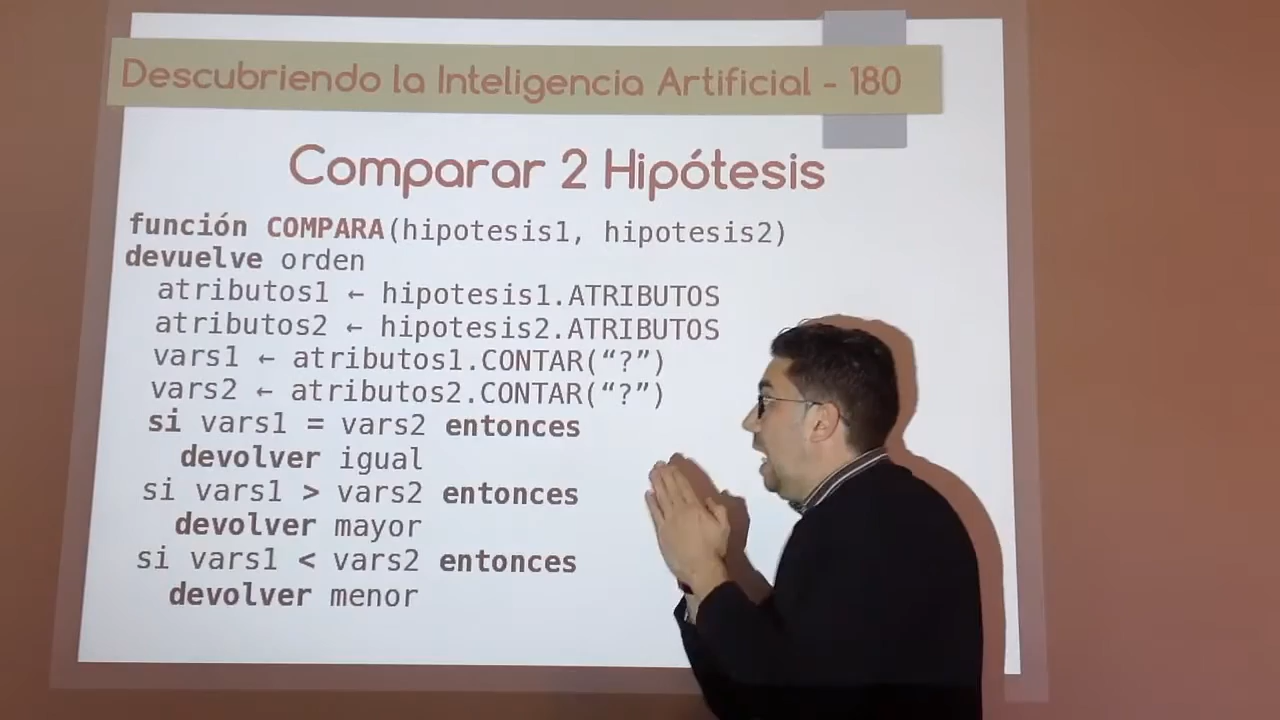 Descubriendo la Inteligencia Artificial - 180
Comparar 2 Hipótesis
función COMPARA(hipotesis1, hipotesis2)
devuelve orden
atributos1 ← hipotesis1.ATRIBUTOS
atributos2 ← hipotesis2.ATRIBUTOS
vars1 ← atributos1.CONTAR(“?”)
vars2 ← atributos2.CONTAR(“?”)
si vars1 = vars2 entonces
devolver igual
si vars1 > vars2 entonces
devolver mayor
si vars1 < vars2 entonces
devolver menor